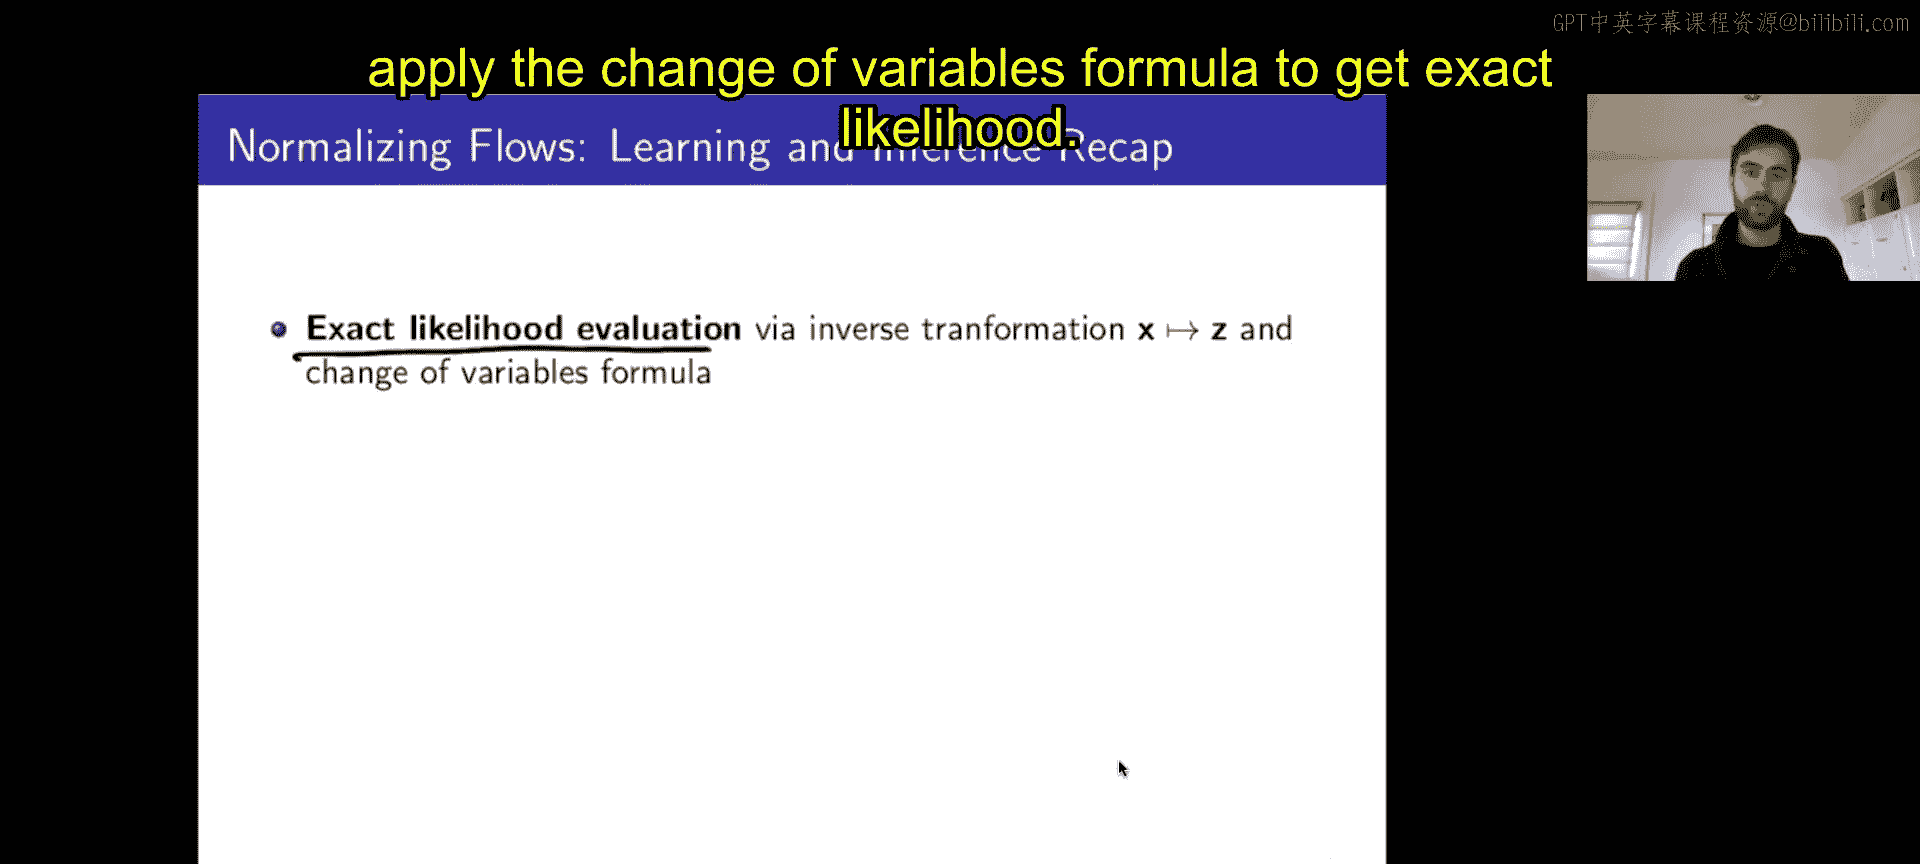 GPT中英字幕课程资源@bilibili.com
apply the change of variables formula to get exact
likelihood.
Normalizing Flows: Learning and Inference Recap
Exact likelihood evaluation via inverse tranformation x ↦ z and
change of variables formula